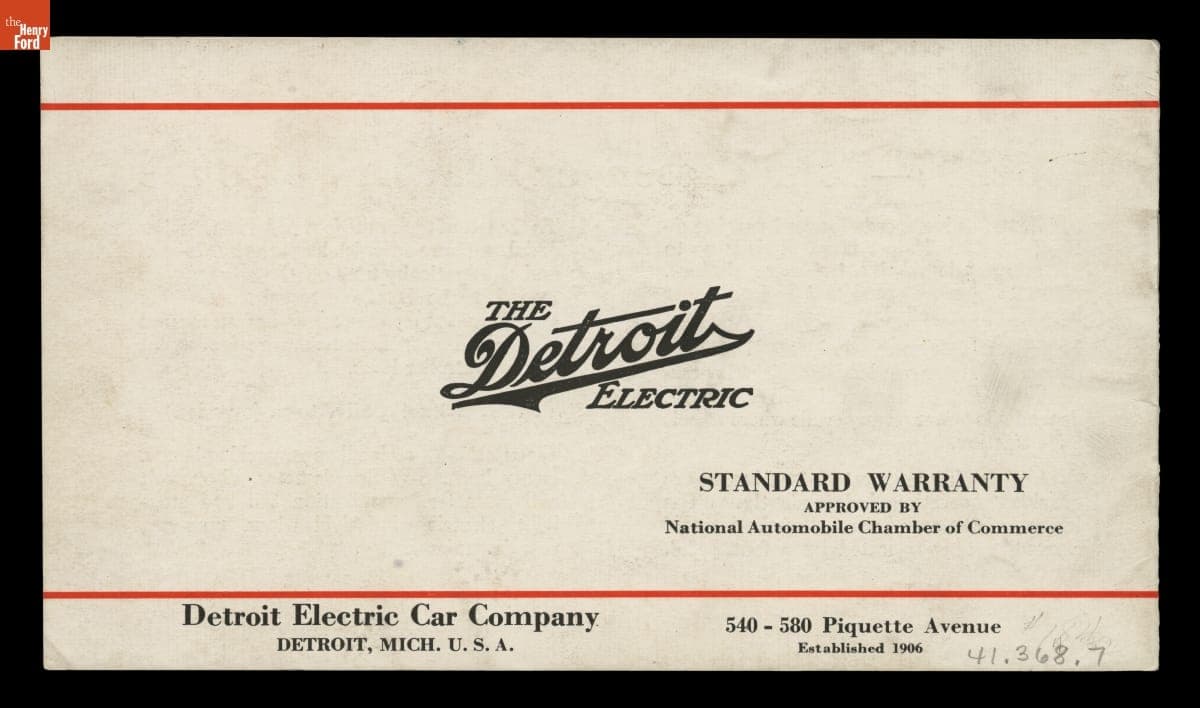 the
Henry
Ford
THE
Detroit
ELECTRIC
STANDARD WARRANTY
APPROVED BY
National Automobile Chamber of Commerce
Detroit Electric Car Company
DETROIT, MICH. U. S. A.
540 - 580 Piquette Avenue
Established 1906
41.368.7